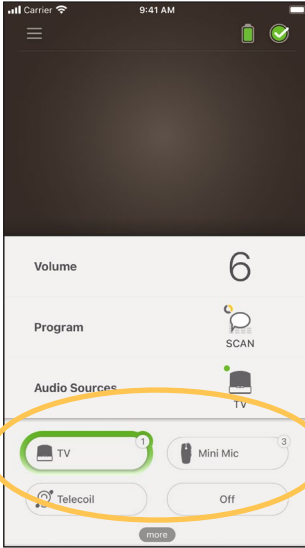 Carrier 9:41 AM
Volume 6
Program
SCAN
Audio Sources
TV
TV 1
Mini Mic 3
Telecoil
Off
more